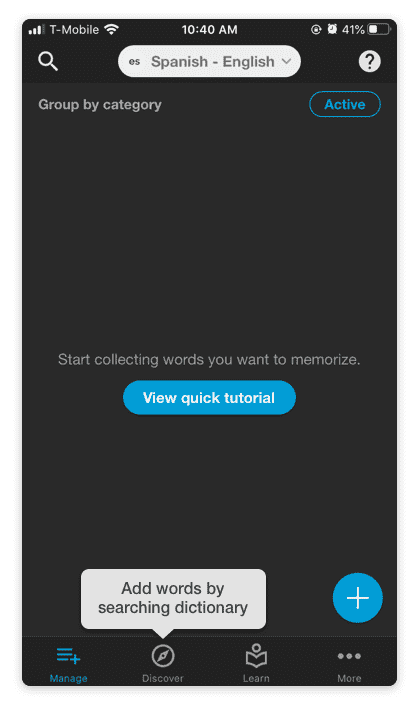 T-Mobile 10:40 AM 41%
es Spanish - English ?
Group by category Active
Start collecting words you want to memorize.
View quick tutorial
Add words by
searching dictionary
Manage Discover Learn More